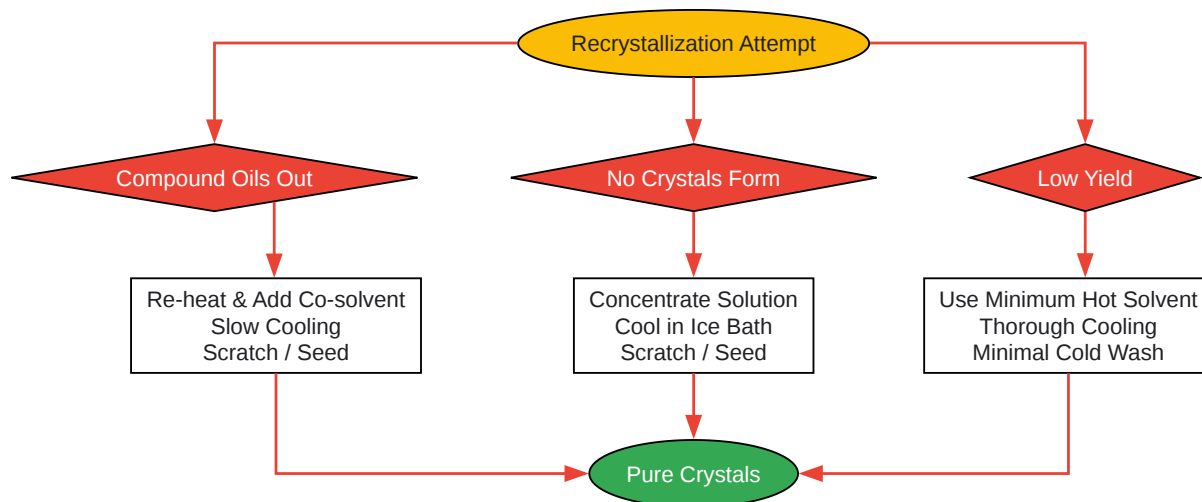 Recrystallization Attempt
Compound Oils Out
No Crystals Form
Low Yield
Re-heat & Add Co-solvent
Slow Cooling
Scratch / Seed
Concentrate Solution
Cool in Ice Bath
Scratch / Seed
Use Minimum Hot Solvent
Thorough Cooling
Minimal Cold Wash
Pure Crystals